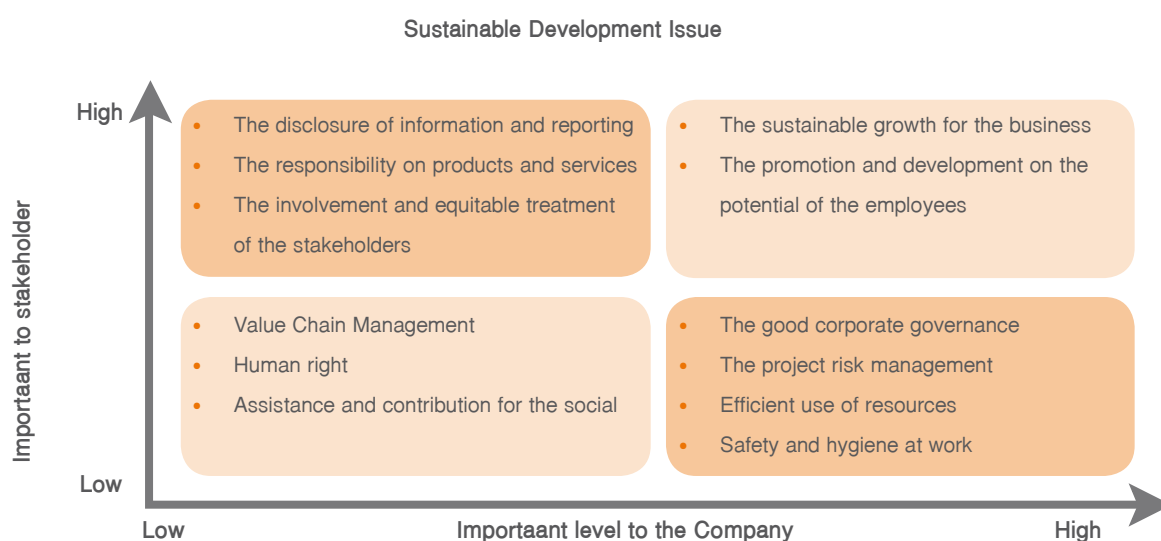 Sustainable Development Issue
High
• The disclosure of information and reporting
• The responsibility on products and services
• The involvement and equitable treatment
of the stakeholders
• The sustainable growth for the business
• The promotion and development on the
potential of the employees
Importaant to stakeholder
• Value Chain Management
• Human right
• Assistance and contribution for the social
• The good corporate governance
• The project risk management
• Efficient use of resources
• Safety and hygiene at work
Low
Low
Importaant level to the Company
High